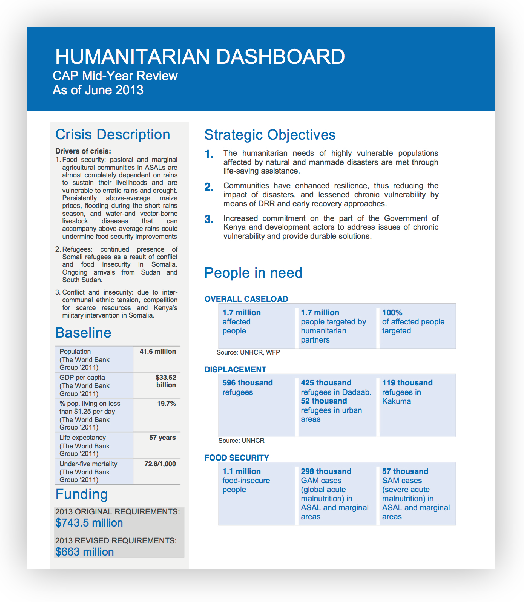 HUMANITARIAN DASHBOARD
CAP Mid-Year Review
As of June 2013
Crisis Description
Drivers of crisis:
1. Food security: pastoral and marginal
agricultural communities in ASALs are
almost completely dependent on rains
to sustain their livelihoods and are
vulnerable to erratic rains and drought.
Persistently above-average maize
prices, flooding during the short rains
season, and water-and vector-borne
livestock diseases that can
accompany above-average rains could
undermine food security improvements
2. Refugees: continued presence of
Somali refugees as a result of conflict
and food insecurity in Somalia.
Ongoing arrivals from Sudan and
South Sudan.
3. Conflict and insecurity: due to inter-
communal ethnic tension, competition
for scarce resources and Kenya's
military intervention in Somalia.
Baseline
Population
(The World Bank
Group '2011)
41.6 million
GDP per capita
(The World Bank
Group '2011)
$33.62
billion
% pop. living on less
than $1.25 per day
(The World Bank
Group '2011)
19.7%
Life expectancy
(The World Bank
Group '2011)
57 years
Under-five mortality
(The World Bank
Group '2011)
72.8/1,000
Funding
2013 ORIGINAL REQUIREMENTS:
$743.5 million
2013 REVISED REQUIREMENTS:
$663 million
Strategic Objectives
1. The humanitarian needs of highly vulnerable populations
affected by natural and manmade disasters are met through
life-saving assistance.
2. Communities have enhanced resilience, thus reducing the
impact of disasters, and lessened chronic vulnerability by
means of DRR and early recovery approaches.
3. Increased commitment on the part of the Government of
Kenya and development actors to address issues of chronic
vulnerability and provide durable solutions.
People in need
OVERALL CASELOAD
1.7 million
affected
people
1.7 million
people targeted by
humanitarian
partners
100%
of affected people
targeted
Source: UNHCR, WFP
DISPLACEMENT
596 thousand
refugees
425 thousand
refugees in Dadaab,
52 thousand
refugees in urban
areas
119 thousand
refugees in
Kakuma
Source: UNHCR
FOOD SECURITY
1.1 million
food-insecure
people
298 thousand
GAM cases
(global acute
malnutrition) in
ASAL and marginal
areas
57 thousand
SAM cases
(severe acute
malnutrition) in
ASAL and marginal
areas